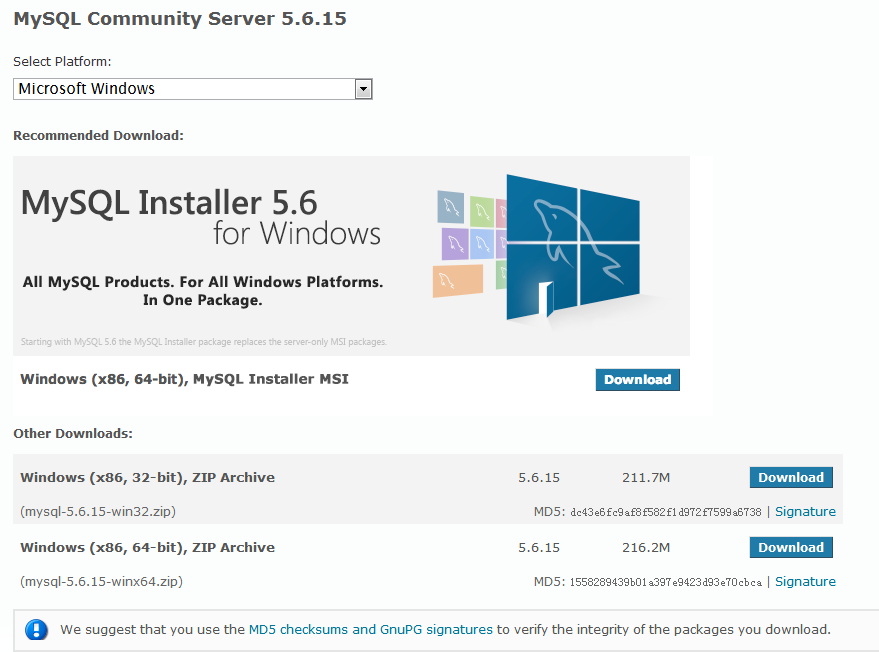 MySQL Community Server 5.6.15
Select Platform:
Microsoft Windows
Recommended Download:
MySQL Installer 5.6
for Windows
All MySQL Products. For All Windows Platforms.
In One Package.
Starting with MySQL 5.6 the MySQL Installer package replaces the server-only MSI packages.
Windows (x86, 64-bit), MySQL Installer MSI Download
Other Downloads:
Windows (x86, 32-bit), ZIP Archive 5.6.15 211.7M Download
(mysql-5.6.15-win32.zip) MD5: dc43e6fc9af8f582f1d972f7599a6738 | Signature
Windows (x86, 64-bit), ZIP Archive 5.6.15 216.2M Download
(mysql-5.6.15-winx64.zip) MD5: 1558289439b01a397e9423d93e70cbca | Signature
We suggest that you use the MD5 checksums and GnuPG signatures to verify the integrity of the packages you download.